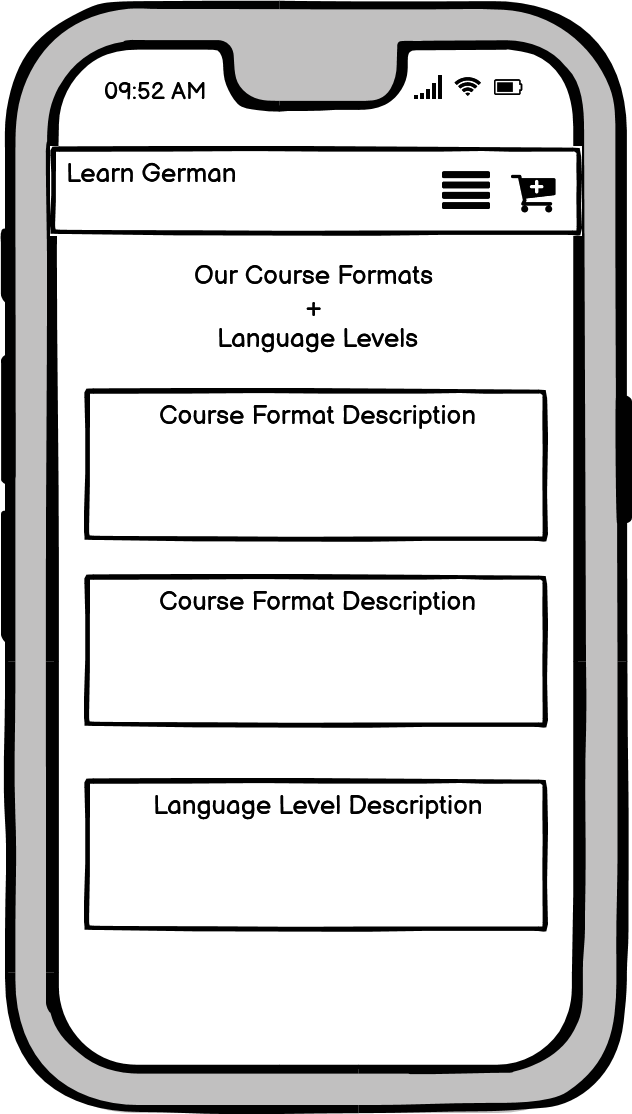 09:52 AM
Learn German
Our Course Formats
+
Language Levels
Course Format Description
Course Format Description
Language Level Description